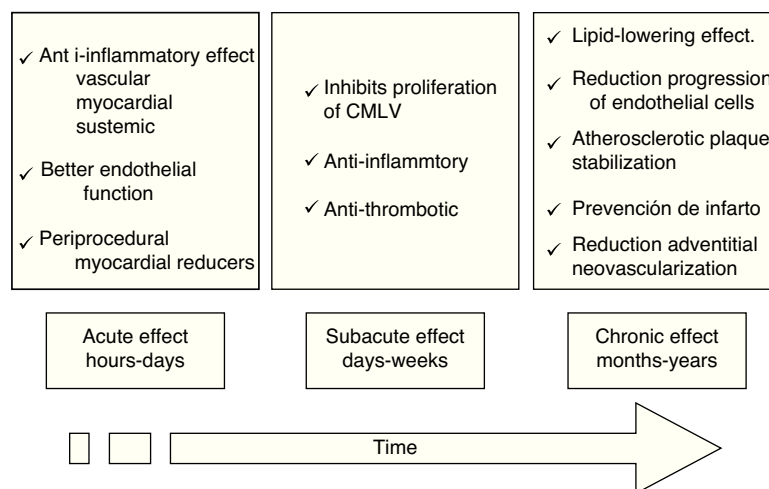 ✓ Ant i-inflammatory effect
vascular
myocardial
sustemic
✓ Better endothelial
function
✓ Periprocedural
myocardial reducers
✓ Inhibits proliferation
of CMLV
✓ Anti-inflammtory
✓ Anti-thrombotic
✓ Lipid-lowering effect.
✓ Reduction progression
of endothelial cells
✓ Atherosclerotic plaque
stabilization
✓ Prevención de infarto
✓ Reduction adventitial
neovascularization
Acute effect
hours-days
Subacute effect
days-weeks
Chronic effect
months-years
Time